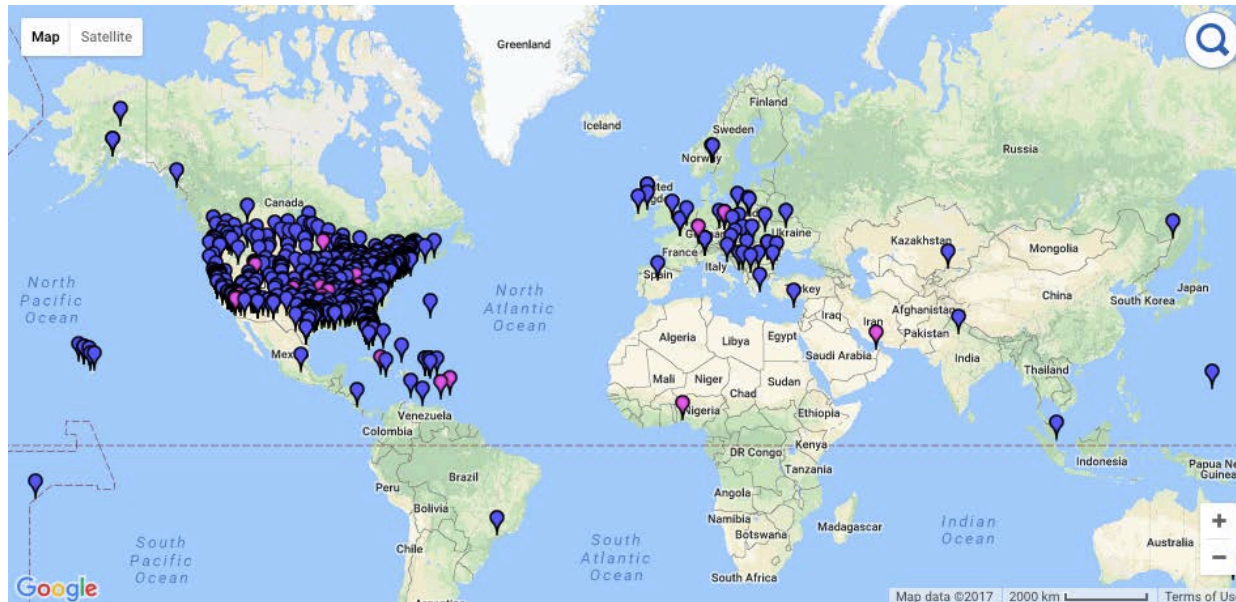 Map Satellite
Greenland
Iceland
Finland
Sweden
Norway
Russia
Canada
United
Kingdom
Ukraine
France
Italy
Spain
Kazakhstan
Mongolia
North
Pacific
Ocean
North
Atlantic
Ocean
China
Japan
South Korea
Afghanistan
Iraq
Iran
Pakistan
Algeria
Libya
Egypt
Saudi Arabia
India
Thailand
Mali
Niger
Chad
Sudan
Nigeria
Ethiopia
Venezuela
Colombia
DR Congo
Kenya
Tanzania
Indonesia
Papua New
Guinea
Brazil
Peru
Bolivia
Angola
Namibia
Botswana
Madagascar
Chile
South
Pacific
Ocean
South
Atlantic
Ocean
Indian
Ocean
Australia
South Africa
+
−
Google
Map data ©2017 2000 km Terms of Us